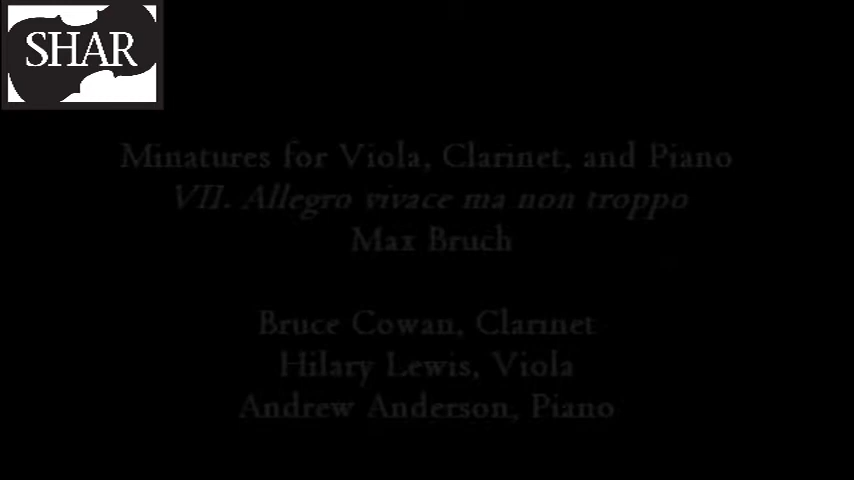 SHAR
Minatures for Viola, Clarinet, and Piano
VII. Allegro vivace ma non troppo
Max Bruch
Bruce Cowan, Clarinet
Hilary Lewis, Viola
Andrew Anderson, Piano